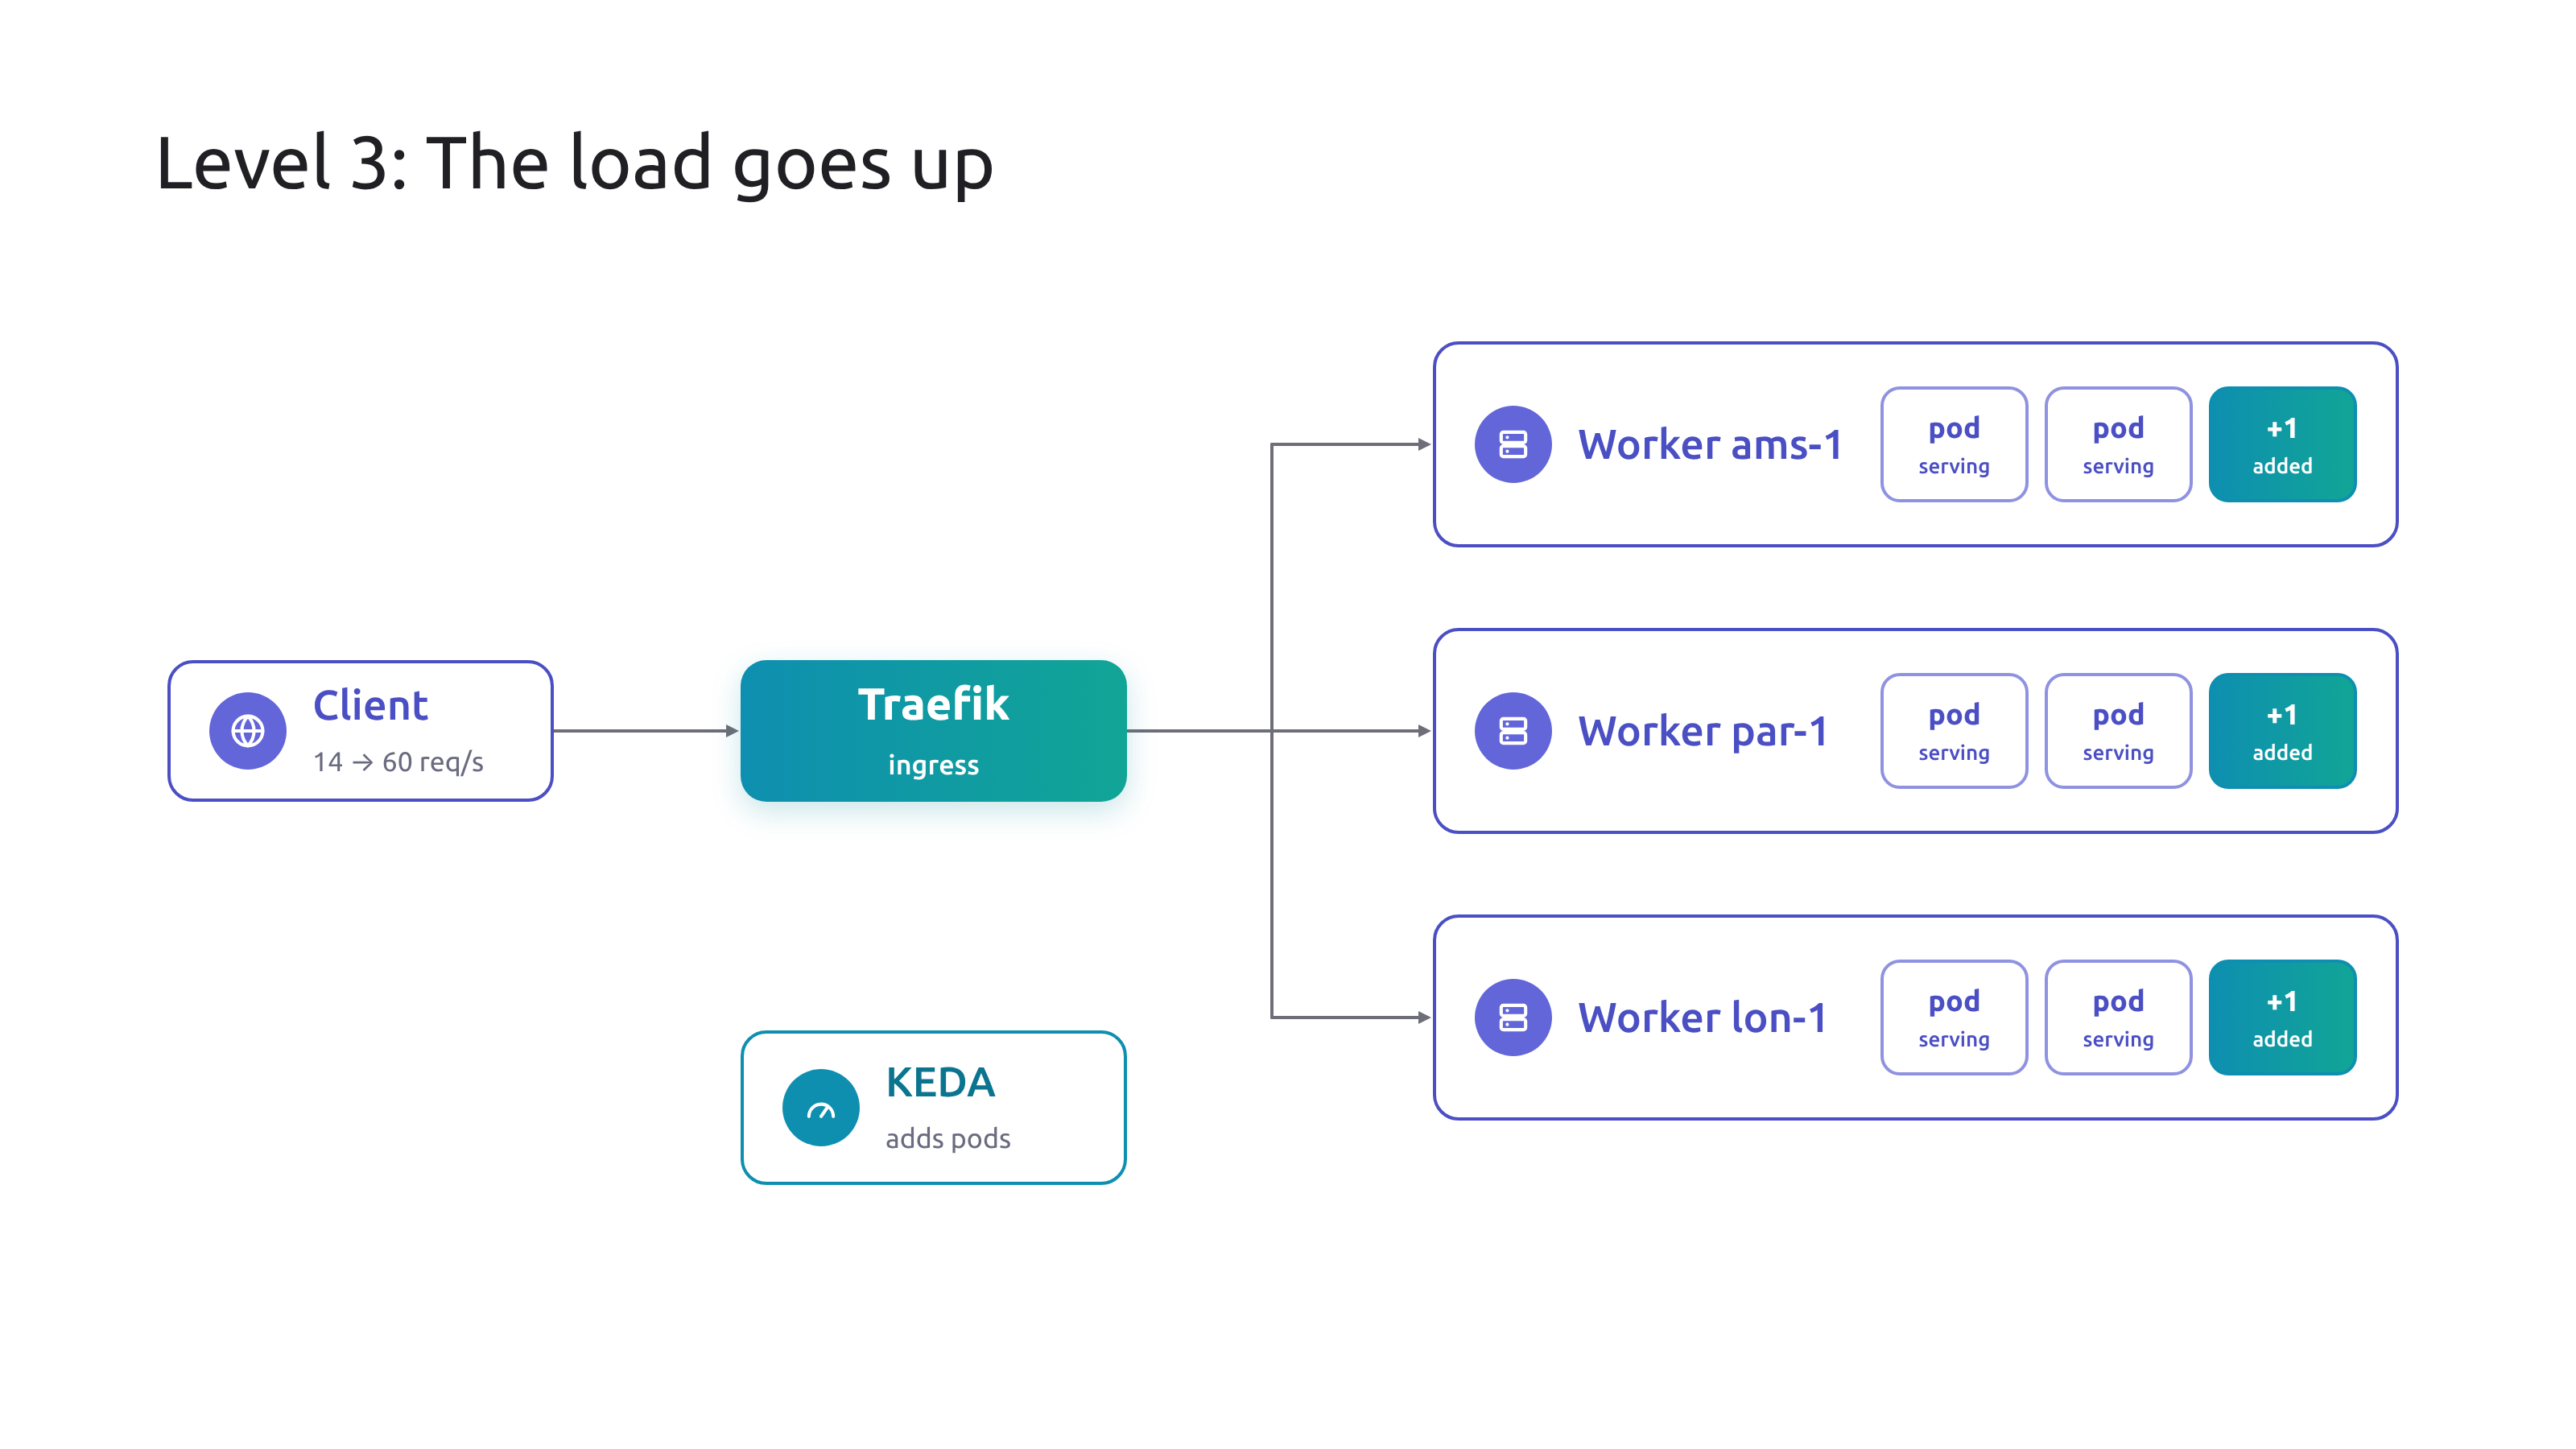 Level 3: The load goes up
Client
14 → 60 req/s
Traefik
ingress
KEDA
adds pods
Worker ams-1
pod
serving
pod
serving
+1
added
Worker par-1
pod
serving
pod
serving
+1
added
Worker lon-1
pod
serving
pod
serving
+1
added